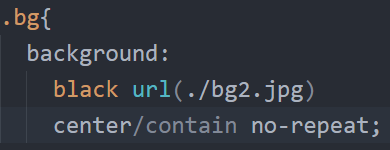 .bg{
background:
black url(./bg2.jpg)
center/contain no-repeat;